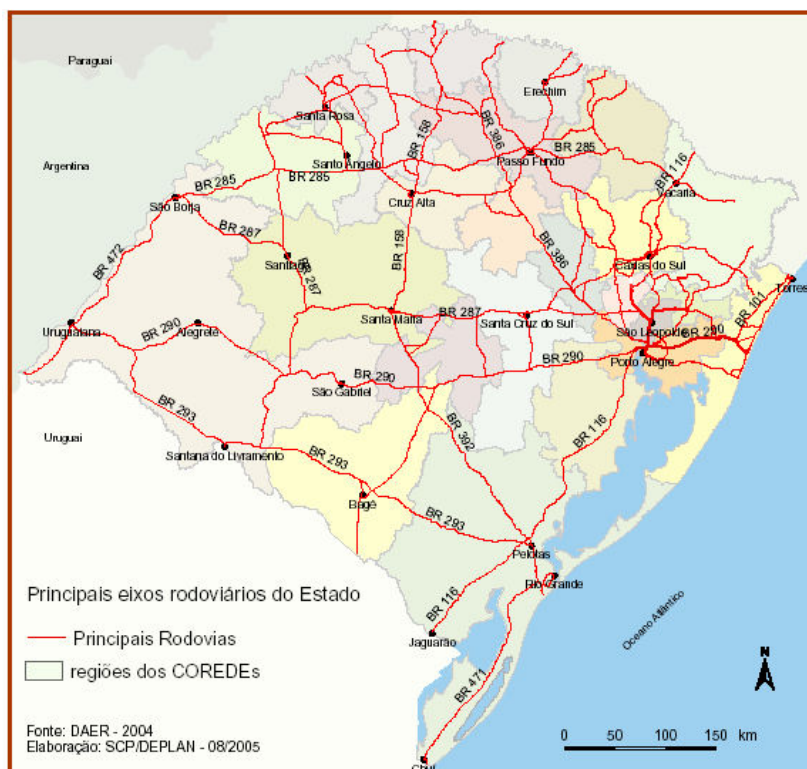 Paraguai
Erechim
Santa Rosa
BR 158
BR 386
Argentina
Santo Ângelo
Passo Fundo
BR 285
BR 116
Vacaria
BR 285
BR 285
São Borja
Cruz Alta
BR 287
BR 472
BR 158
BR 386
Caxias do Sul
Torres
BR 287
BR 101
Uruguaiana
BR 290
Alegrete
Santa Maria
BR 287
Santa Cruz do Sul
São Leopoldo
BR 290
Porto Alegre
BR 290
São Gabriel
BR 290
BR 293
BR 392
BR 116
Uruguai
Santana do Livramento
BR 293
Bagé
BR 293
Pelotas
Rio Grande
Principais eixos rodoviários do Estado
BR 116
Oceano Atlântico
Principais Rodovias
Jaguarão
regiões dos COREDEs
BR 471
N
Fonte: DAER - 2004
Elaboração: SCP/DEPLAN - 08/2005
0 50 100 150 km
Chuí